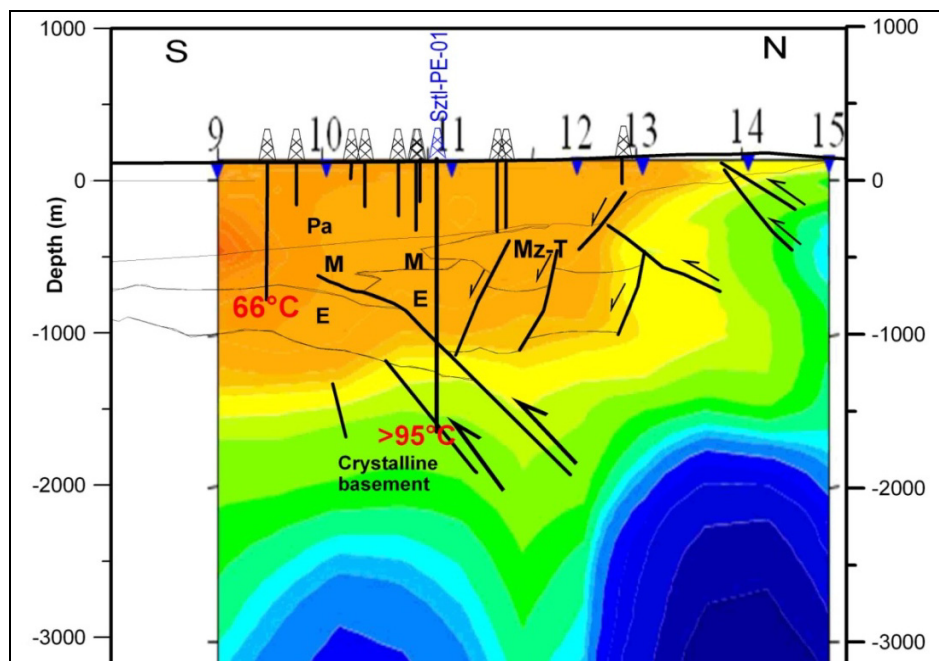 1000
1000
S
N
Sztl-PE-01
9
10
11
12
13
14
15
0
0
Depth (m)
Pa
M
M
Mz-T
E
E
66°C
-1000
-1000
>95°C
Crystalline
basement
-2000
-2000
-3000
-3000